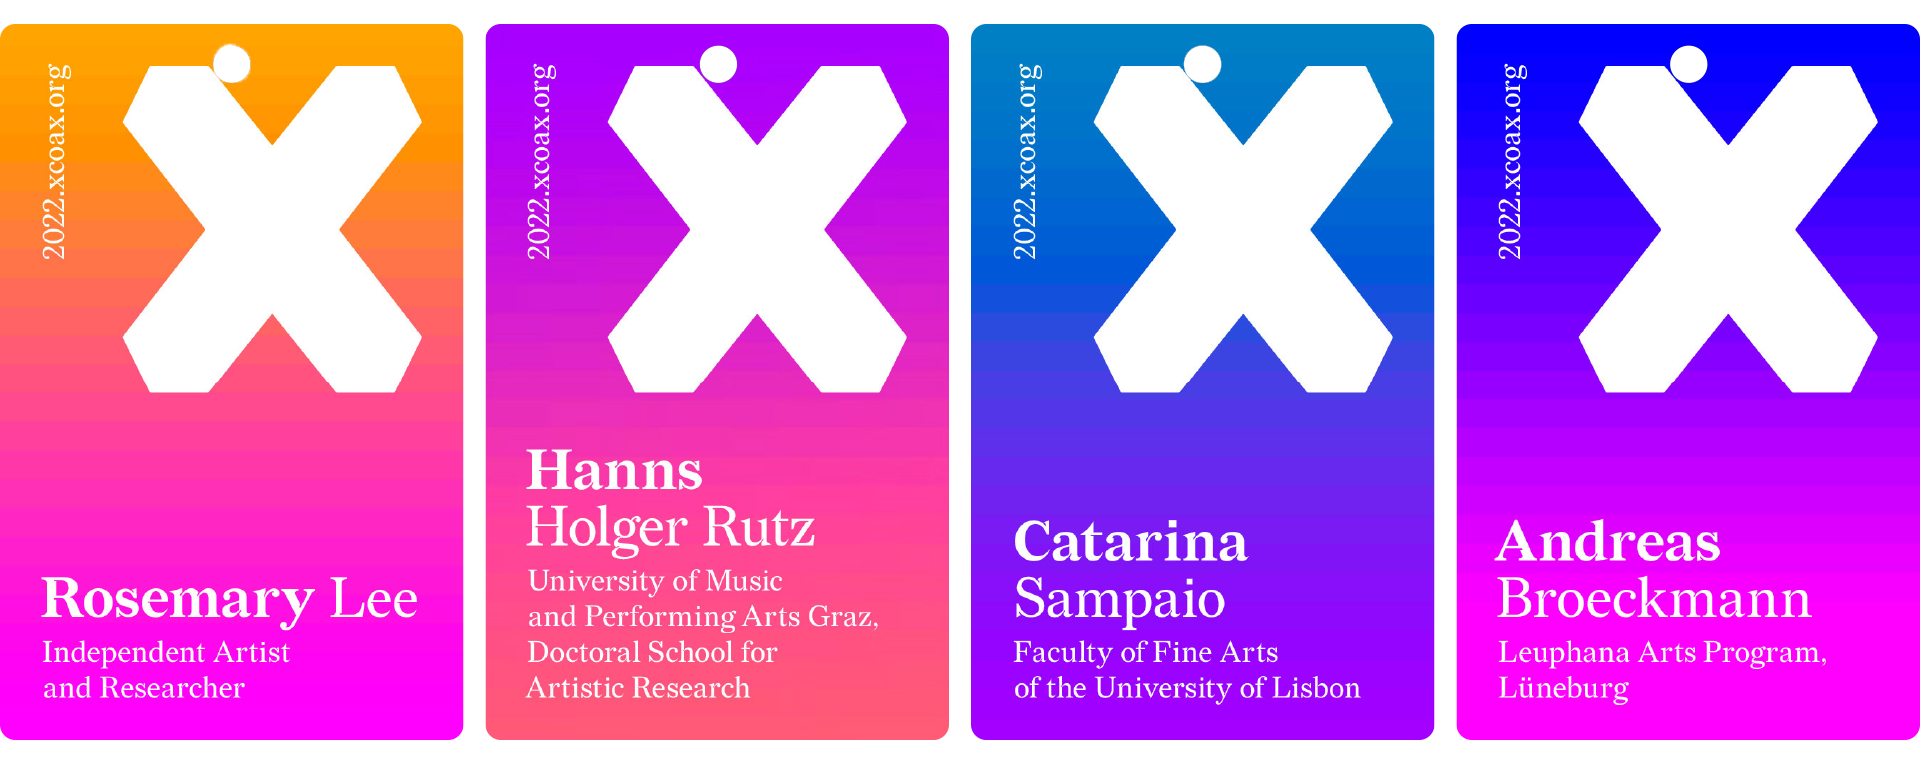 2022.xcoax.org
Rosemary Lee
Independent Artist
and Researcher
2022.xcoax.org
Hanns
Holger Rutz
University of Music
and Performing Arts Graz,
Doctoral School for
Artistic Research
2022.xcoax.org
Catarina
Sampaio
Faculty of Fine Arts
of the University of Lisbon
2022.xcoax.org
Andreas
Broeckmann
Leuphana Arts Program,
Lüneburg